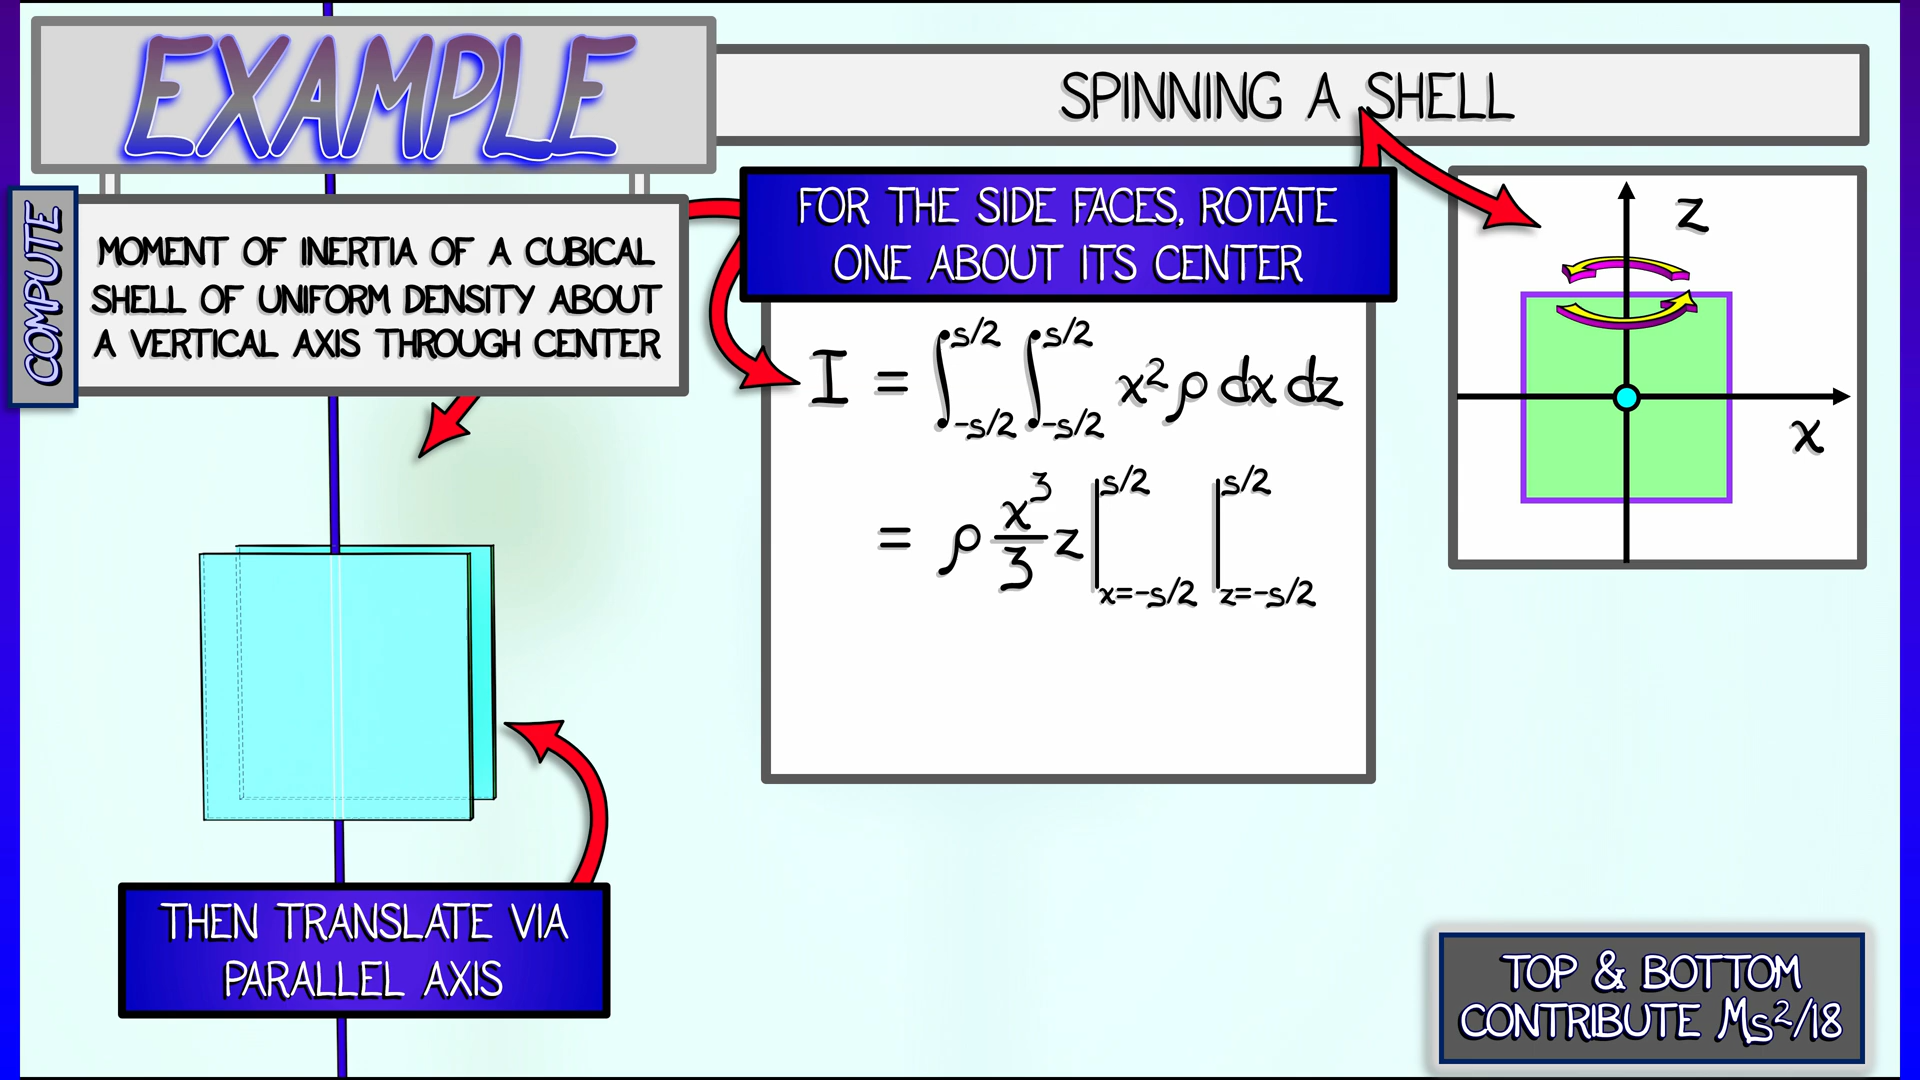 EXAMPLE
SPINNING A SHELL
COMPUTE
MOMENT OF INERTIA OF A CUBICAL
SHELL OF UNIFORM DENSITY ABOUT
A VERTICAL AXIS THROUGH CENTER
FOR THE SIDE FACES, ROTATE
ONE ABOUT ITS CENTER
I = ∫_{-s/2}^{s/2} ∫_{-s/2}^{s/2} x² ρ dx dz
= ρ x³/3 z |_{x=-s/2}^{s/2} |_{z=-s/2}^{s/2}
z
x
THEN TRANSLATE VIA
PARALLEL AXIS
TOP & BOTTOM
CONTRIBUTE Ms²/18